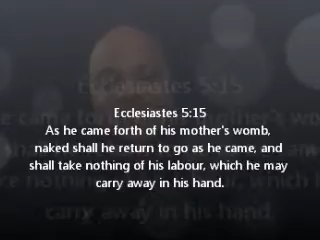 Ecclesiastes 5:15
As he came forth of his mother's womb,
naked shall he return to go as he came, and
shall take nothing of his labour, which he may
carry away in his hand.